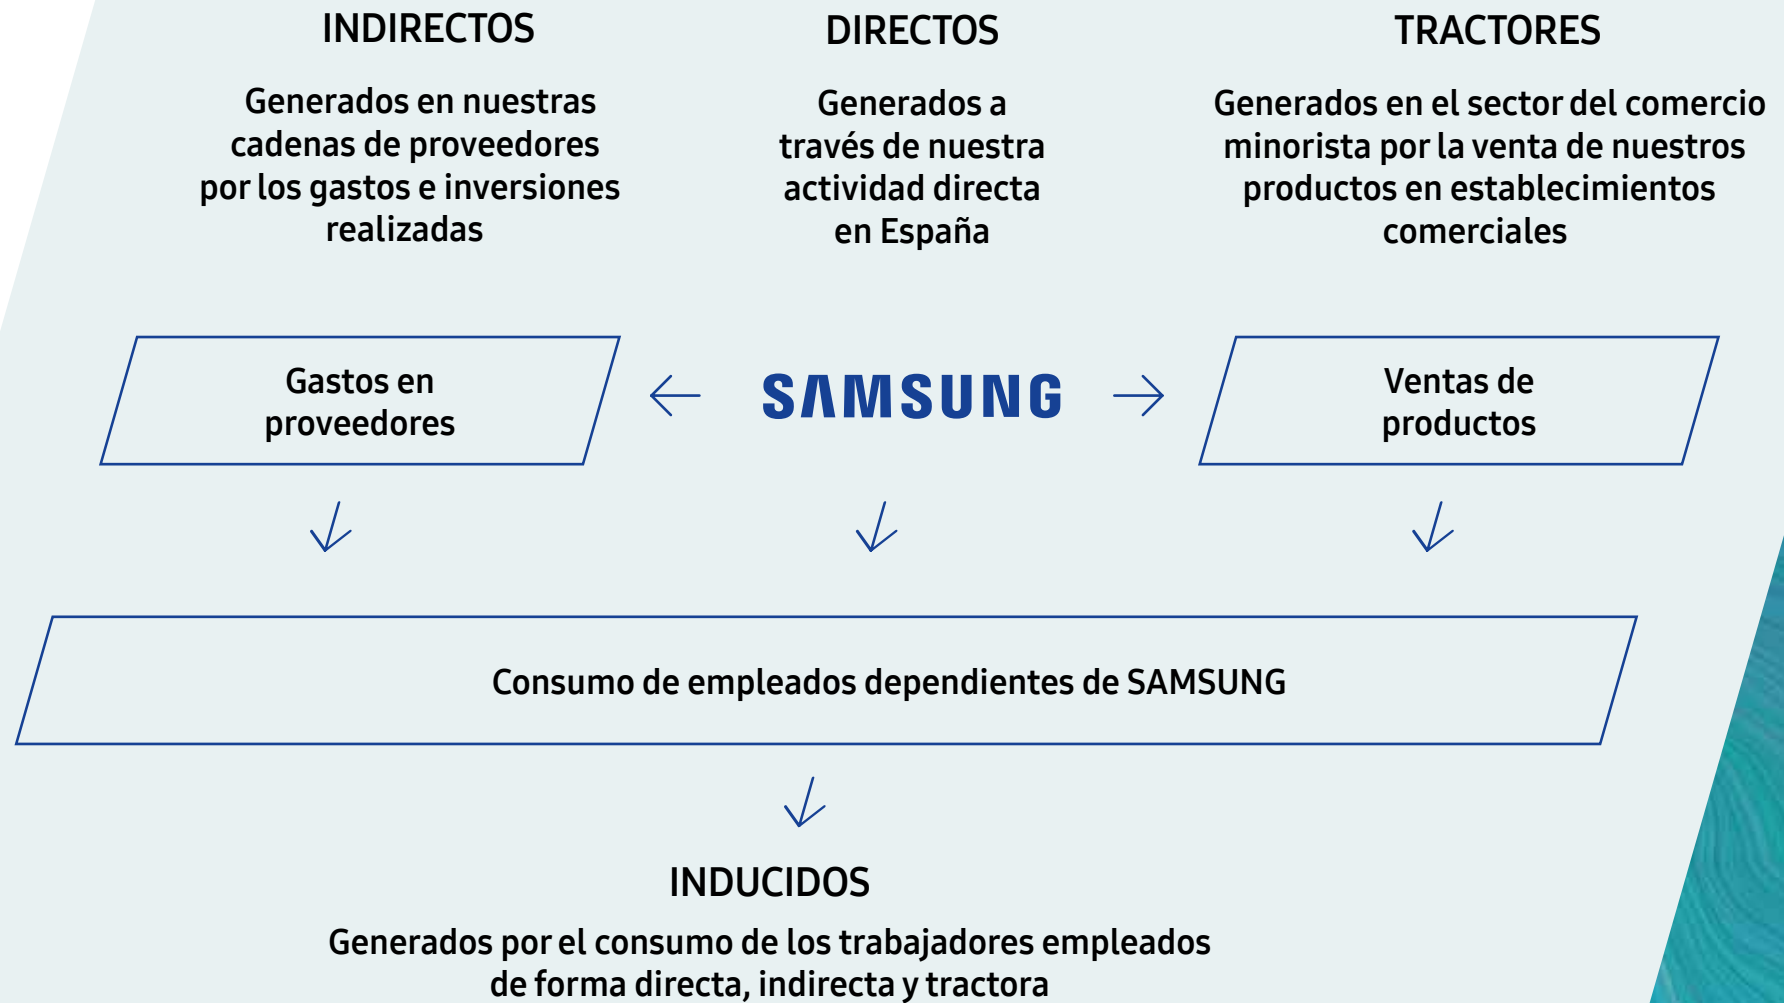 INDIRECTOS
Generados en nuestras
cadenas de proveedores
por los gastos e inversiones
realizadas
DIRECTOS
Generados a
través de nuestra
actividad directa
en España
TRACTORES
Generados en el sector del comercio
minorista por la venta de nuestros
productos en establecimientos
comerciales
Gastos en
proveedores
SAMSUNG
Ventas de
productos
Consumo de empleados dependientes de SAMSUNG
INDUCIDOS
Generados por el consumo de los trabajadores empleados
de forma directa, indirecta y tractora